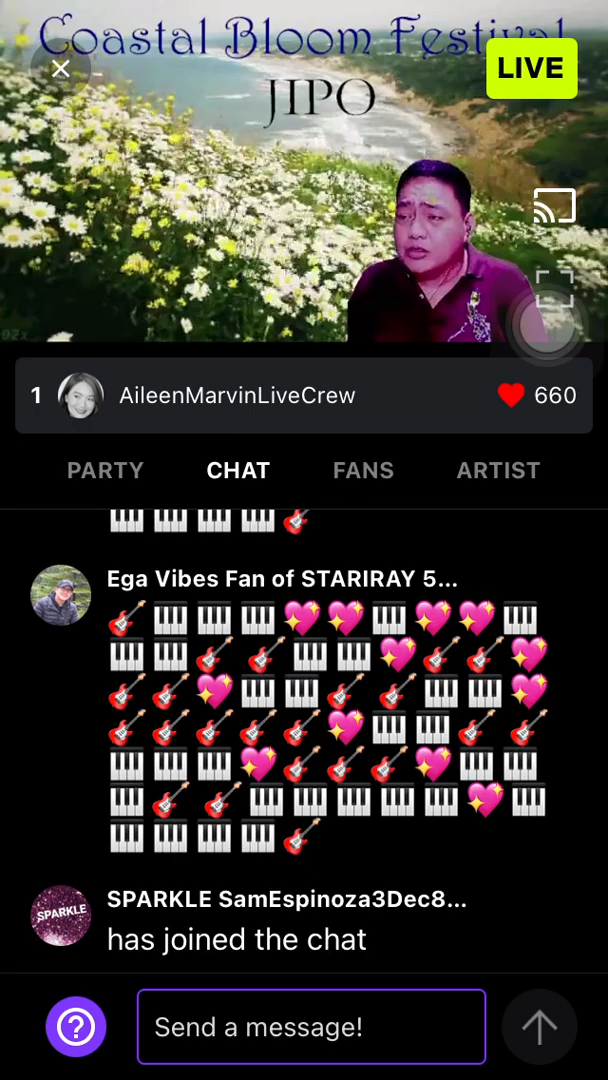 Coastal Bloom Festival
JIPO
LIVE
1 AileenMarvinLiveCrew 660
PARTY CHAT FANS ARTIST
Ega Vibes Fan of STARIRAY 5...
SPARKLE
SPARKLE SamEspinoza3Dec8...
has joined the chat
Send a message!